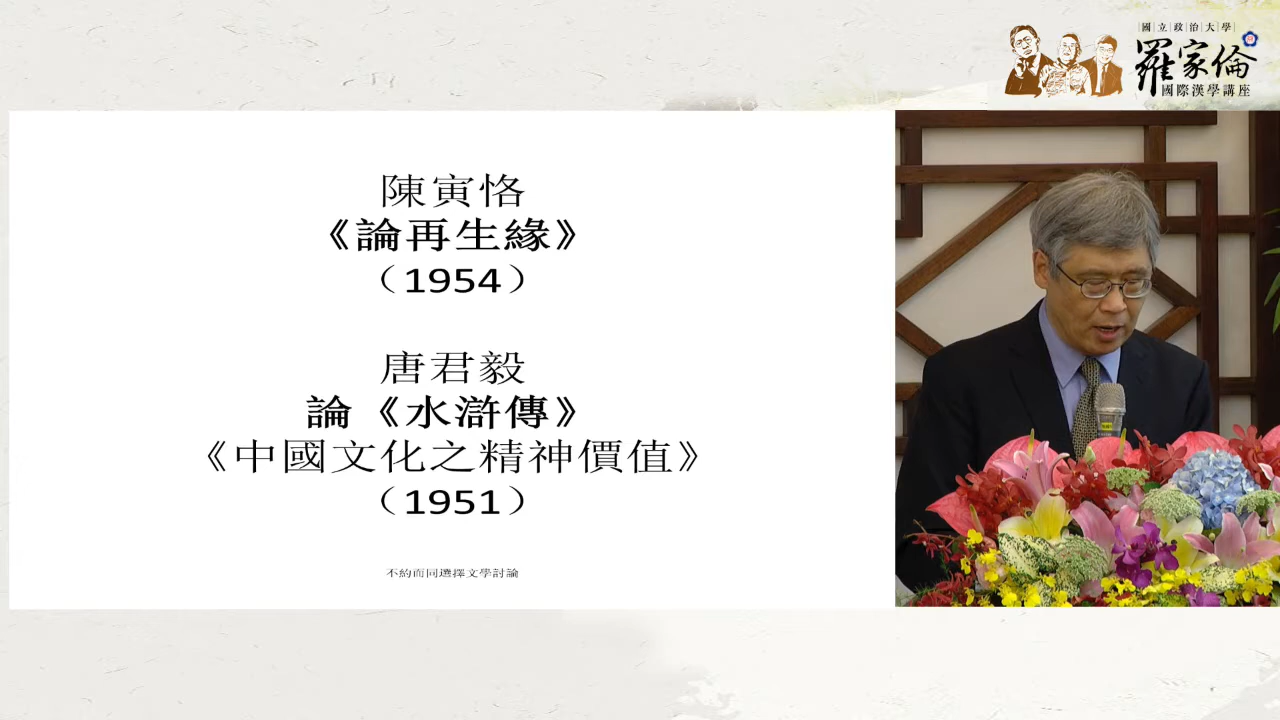 國立政治大學
羅家倫
國際漢學講座
陳寅恪
《論再生緣》
（1954）
唐君毅
論《水滸傳》
《中國文化之精神價值》
（1951）
不約而同選擇文學討論